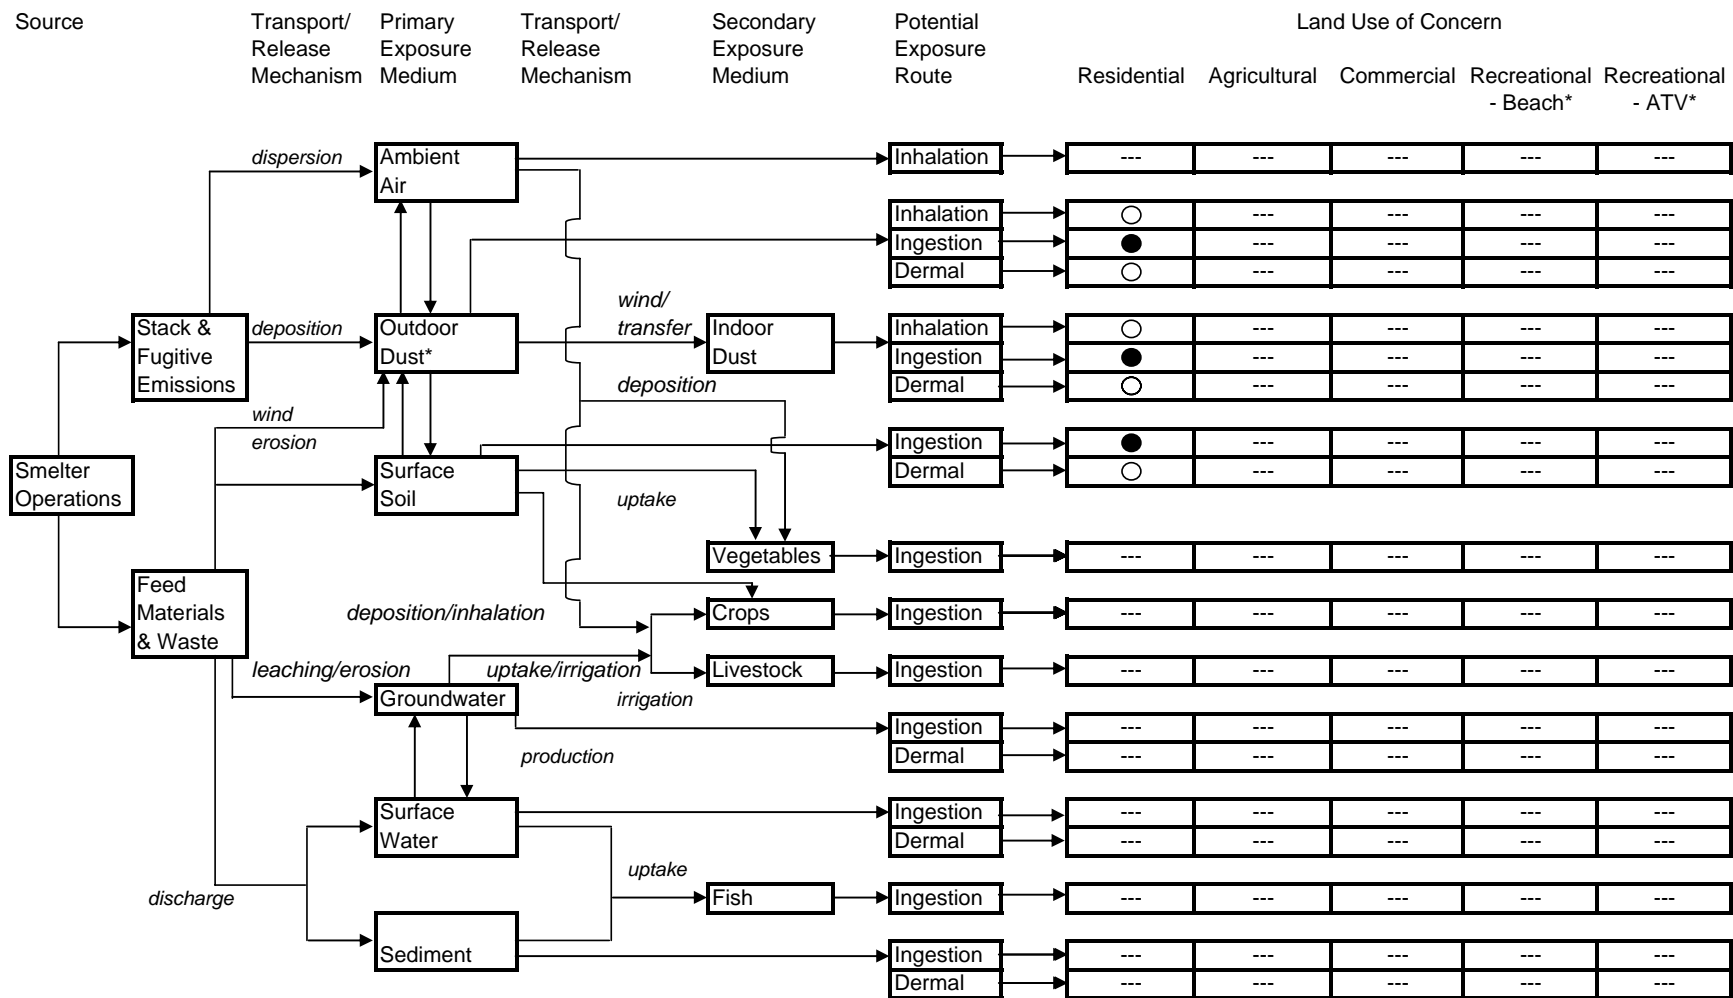 Source
Transport/
Release
Mechanism
Primary
Exposure
Medium
Transport/
Release
Mechanism
Secondary
Exposure
Medium
Potential
Exposure
Route
Land Use of Concern
Residential
Agricultural
Commercial
Recreational
- Beach*
Recreational
- ATV*
dispersion
Ambient
Air
Inhalation
--- --- --- --- ---
Inhalation
--- --- --- ---
Ingestion
--- --- --- ---
Dermal
--- --- --- ---
Stack &
Fugitive
Emissions
deposition
Outdoor
Dust*
wind/
transfer
Indoor
Dust
Inhalation
--- --- --- ---
Ingestion
--- --- --- ---
Dermal
--- --- --- ---
deposition
wind
erosion
Smelter
Operations
Surface
Soil
Ingestion
--- --- --- ---
Dermal
--- --- --- ---
uptake
Vegetables
Ingestion
--- --- --- --- ---
Feed
Materials
& Waste
deposition/inhalation
Crops
Ingestion
--- --- --- --- ---
leaching/erosion
uptake/irrigation
Livestock
Ingestion
--- --- --- --- ---
irrigation
Groundwater
Ingestion
--- --- --- --- ---
Dermal
--- --- --- --- ---
production
Surface
Water
Ingestion
--- --- --- --- ---
Dermal
--- --- --- --- ---
uptake
discharge
Fish
Ingestion
--- --- --- --- ---
Sediment
Ingestion
--- --- --- --- ---
Dermal
--- --- --- --- ---